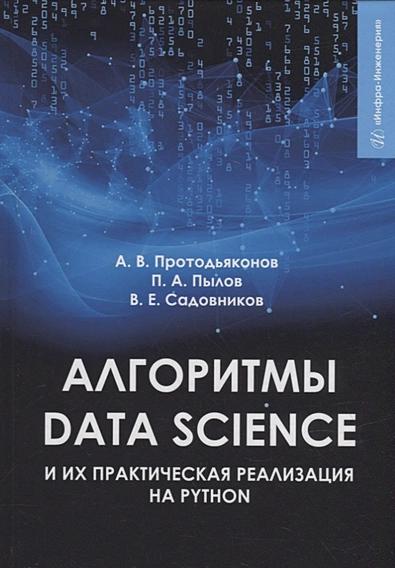 «Инфра-Инженерия»
А. В. Протодьяконов
П. А. Пылов
В. Е. Садовников
АЛГОРИТМЫ
DATA SCIENCE
И ИХ ПРАКТИЧЕСКАЯ РЕАЛИЗАЦИЯ
НА PYTHON